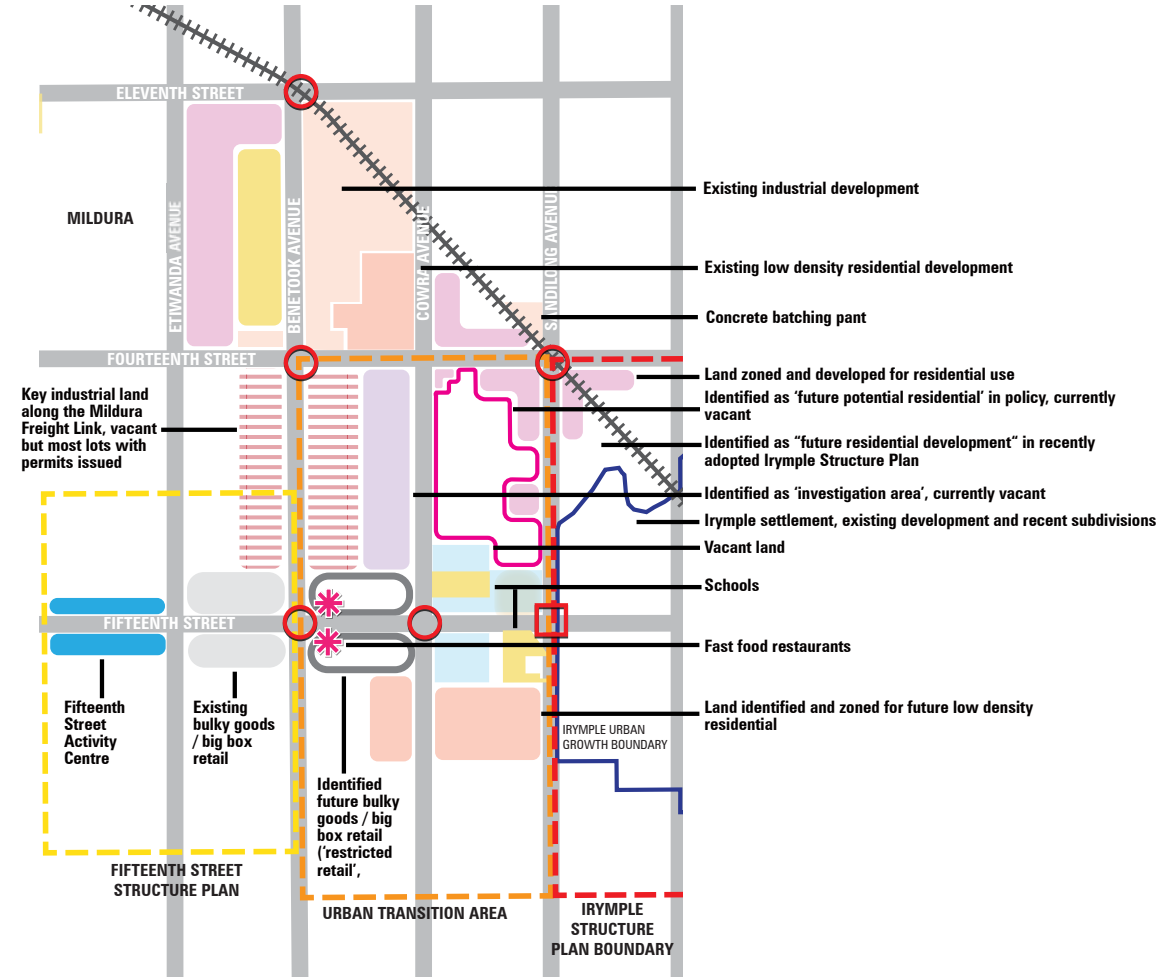 ELEVENTH STREET
MILDURA
ETIWANDA AVENUE
BENETOOK AVENUE
COWRA AVENUE
SANDILONG AVENUE
FOURTEENTH STREET
Existing industrial development
Existing low density residential development
Concrete batching pant
Land zoned and developed for residential use
Identified as ‘future potential residential’ in policy, currently
vacant
Identified as “future residential development“ in recently
adopted Irymple Structure Plan
Identified as ‘investigation area’, currently vacant
Irymple settlement, existing development and recent subdivisions
Vacant land
Schools
Fast food restaurants
Land identified and zoned for future low density
residential
Key industrial land
along the Mildura
Freight Link, vacant
but most lots with
permits issued
FIFTEENTH STREET
Fifteenth
Street
Activity
Centre
Existing
bulky goods
/ big box
retail
Identified
future bulky
goods / big
box retail
(‘restricted
retail’,
IRYMPLE URBAN
GROWTH BOUNDARY
FIFTEENTH STREET
STRUCTURE PLAN
URBAN TRANSITION AREA
IRYMPLE
STRUCTURE
PLAN BOUNDARY